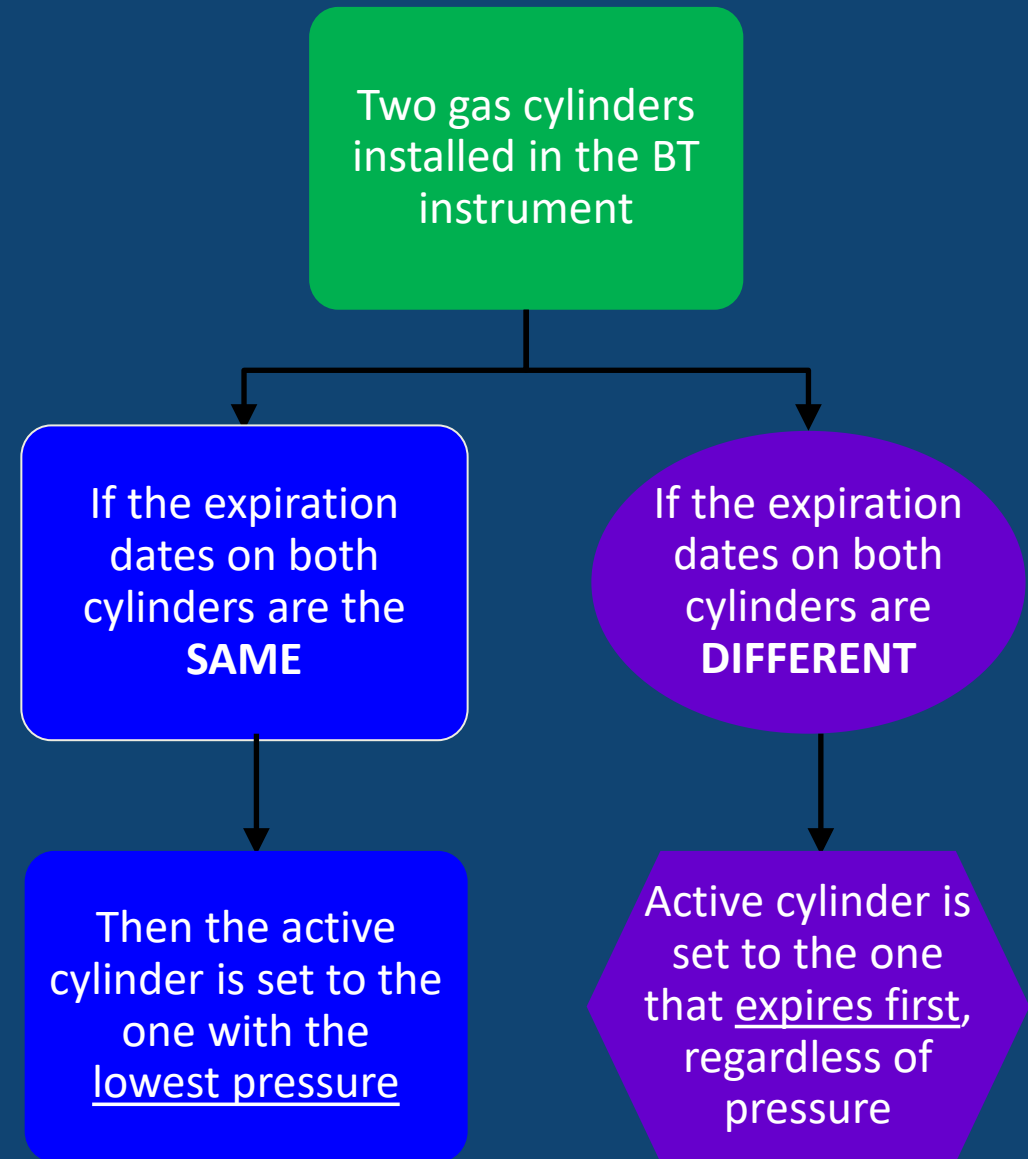 Two gas cylinders
installed in the BT
instrument
If the expiration
dates on both
cylinders are the
SAME
If the expiration
dates on both
cylinders are
DIFFERENT
Then the active
cylinder is set to the
one with the
lowest pressure
Active cylinder is
set to the one
that expires first,
regardless of
pressure